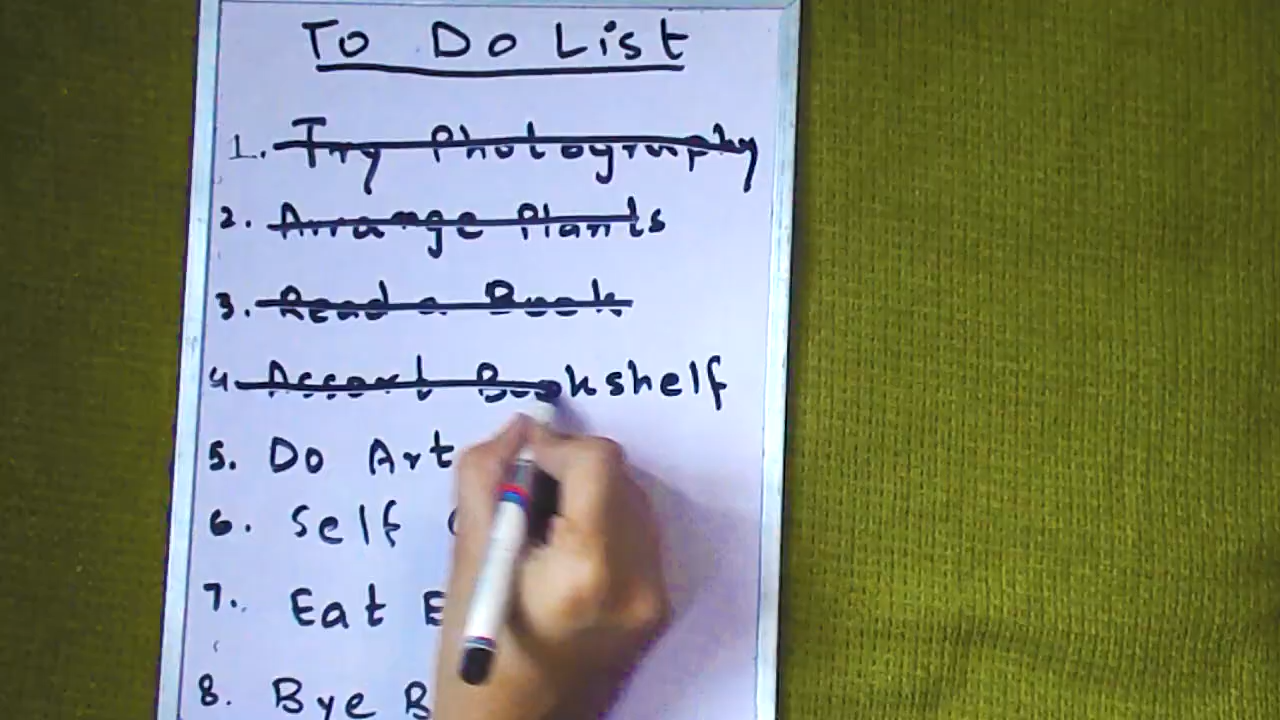 To Do List
1. Try Photography
2. Arrange Plants
3. Read a Book
4 Assort Bookshelf
5. Do Art
6. Self
7. Eat E
8. Bye B